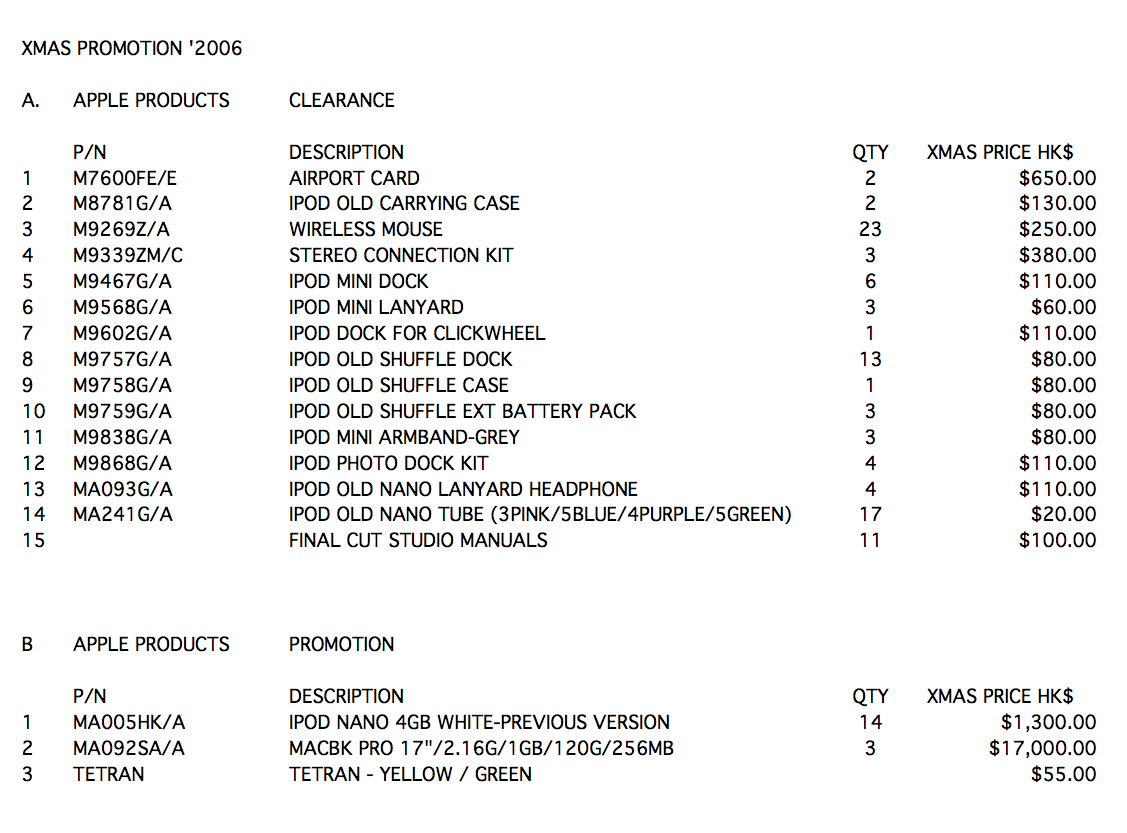 XMAS PROMOTION '2006
A. APPLE PRODUCTS CLEARANCE
P/N DESCRIPTION QTY XMAS PRICE HK$
1 M7600FE/E AIRPORT CARD 2 $650.00
2 M8781G/A IPOD OLD CARRYING CASE 2 $130.00
3 M9269Z/A WIRELESS MOUSE 23 $250.00
4 M9339ZM/C STEREO CONNECTION KIT 3 $380.00
5 M9467G/A IPOD MINI DOCK 6 $110.00
6 M9568G/A IPOD MINI LANYARD 3 $60.00
7 M9602G/A IPOD DOCK FOR CLICKWHEEL 1 $110.00
8 M9757G/A IPOD OLD SHUFFLE DOCK 13 $80.00
9 M9758G/A IPOD OLD SHUFFLE CASE 1 $80.00
10 M9759G/A IPOD OLD SHUFFLE EXT BATTERY PACK 3 $80.00
11 M9838G/A IPOD MINI ARMBAND-GREY 3 $80.00
12 M9868G/A IPOD PHOTO DOCK KIT 4 $110.00
13 MA093G/A IPOD OLD NANO LANYARD HEADPHONE 4 $110.00
14 MA241G/A IPOD OLD NANO TUBE (3PINK/5BLUE/4PURPLE/5GREEN) 17 $20.00
15 FINAL CUT STUDIO MANUALS 11 $100.00
B APPLE PRODUCTS PROMOTION
P/N DESCRIPTION QTY XMAS PRICE HK$
1 MA005HK/A IPOD NANO 4GB WHITE-PREVIOUS VERSION 14 $1,300.00
2 MA092SA/A MACBK PRO 17"/2.16G/1GB/120G/256MB 3 $17,000.00
3 TETRAN TETRAN - YELLOW / GREEN $55.00